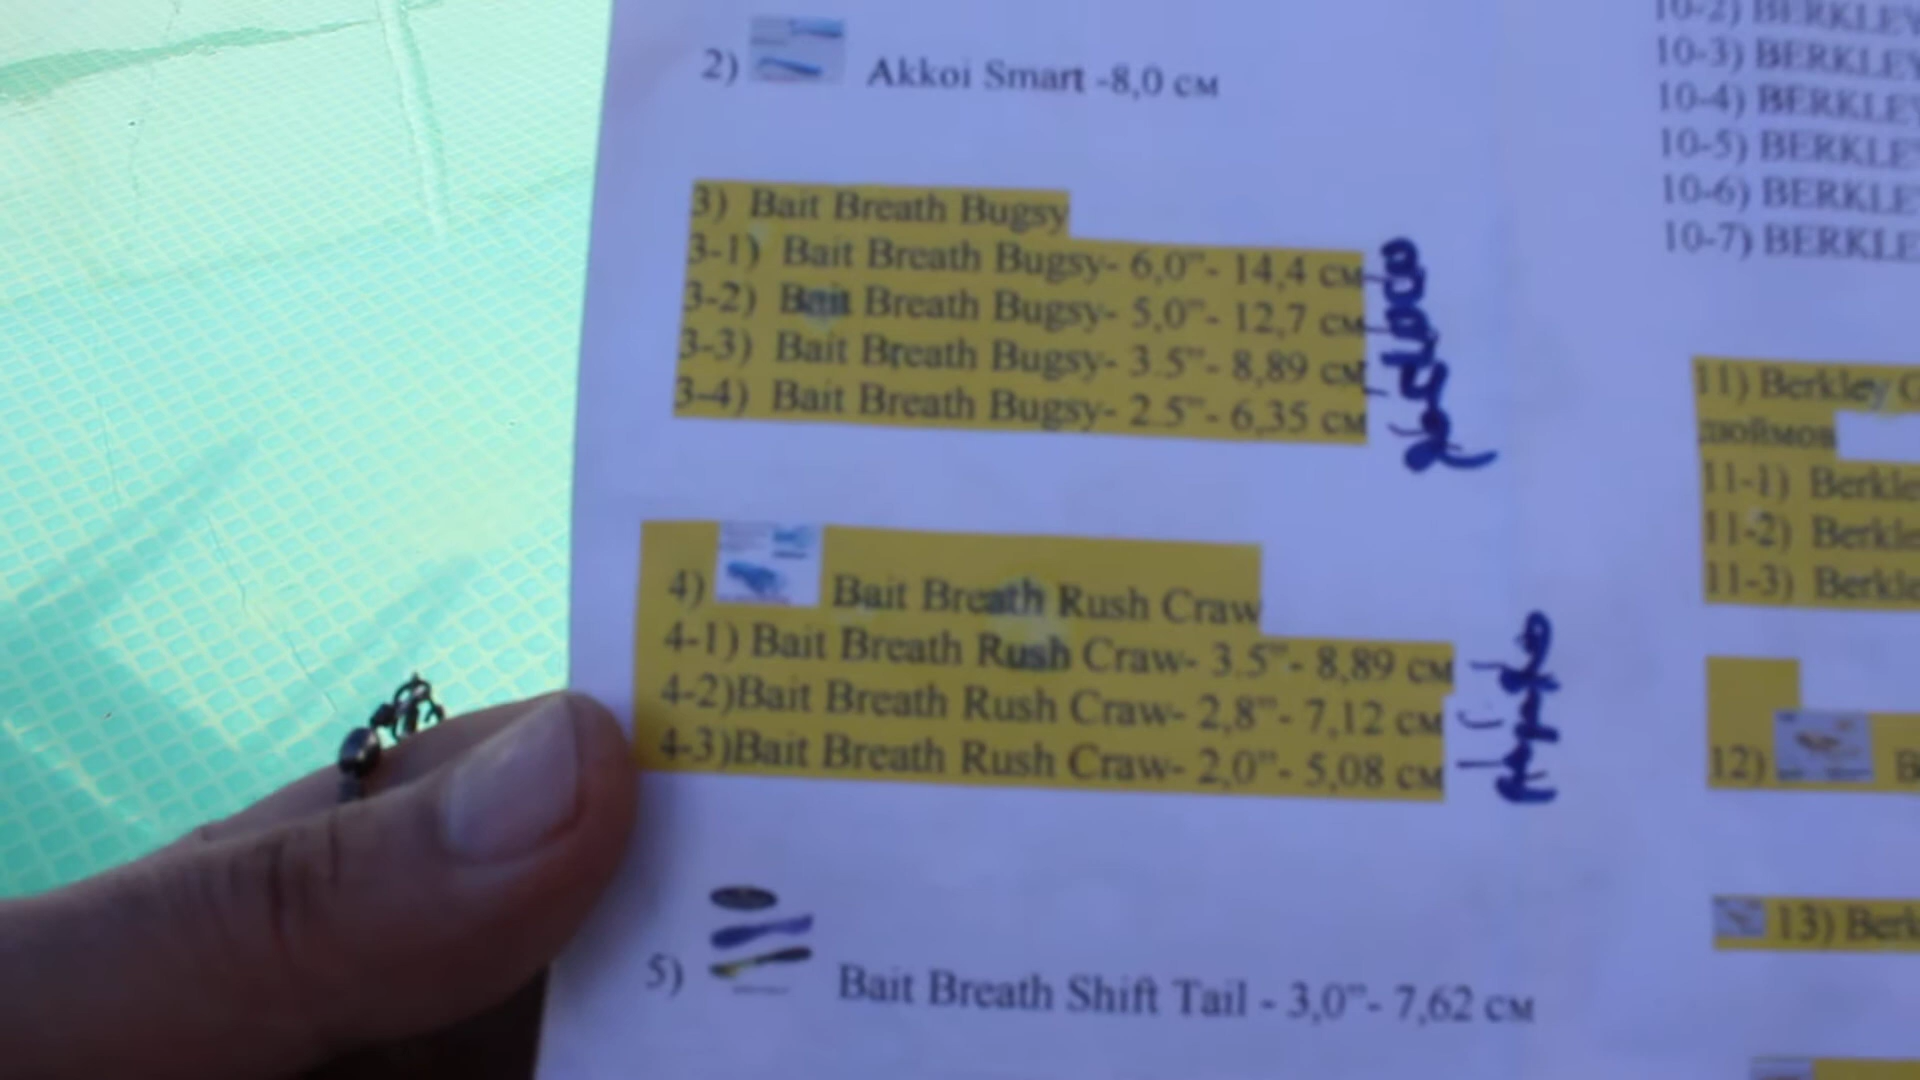 2) Akkoi Smart -8,0 см
3) Bait Breath Bugsy
3-1) Bait Breath Bugsy- 6,0”- 14,4 см
3-2) Bait Breath Bugsy- 5,0”- 12,7 см
3-3) Bait Breath Bugsy- 3.5”- 8,89 см
3-4) Bait Breath Bugsy- 2.5”- 6,35 см
4) Bait Breath Rush Craw
4-1) Bait Breath Rush Craw- 3.5”- 8,89 см
4-2)Bait Breath Rush Craw- 2,8”- 7,12 см
4-3)Bait Breath Rush Craw- 2,0”- 5,08 см
5) Bait Breath Shift Tail - 3,0”- 7,62 см
10-2) BERKLEY
10-3) BERKLEY
10-4) BERKLEY
10-5) BERKLEY
10-6) BERKLE
10-7) BERKLE
11) Berkley
дюймов
11-1) Berkle
11-2) Berkle
11-3) Berkle
12) B
13) Berk